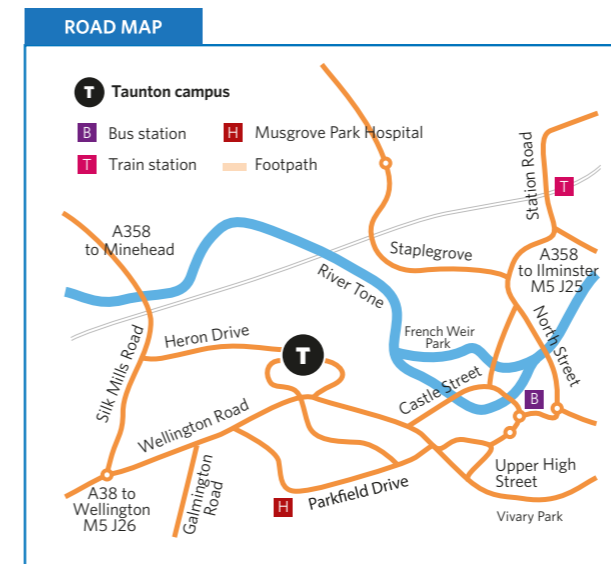 ROAD MAP
T Taunton campus
B Bus station
H Musgrove Park Hospital
T Train station
Footpath
Station Road
T
A358
to Minehead
Staplegrove
A358
to Ilminster
M5 J25
River Tone
North Street
French Weir
Park
Heron Drive
T
Silk Mills Road
Castle Street
B
Wellington Road
Upper High
Street
Galmington
Road
A38 to
Wellington
M5 J26
H
Parkfield Drive
Vivary Park